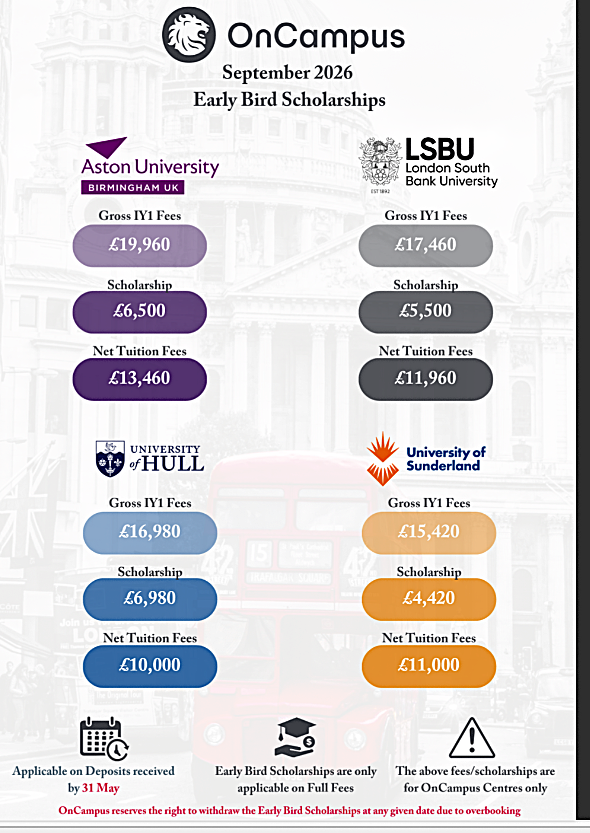 OnCampus
September 2026
Early Bird Scholarships
Aston University
BIRMINGHAM UK
LSBU
London South
Bank University
EST 1892
Gross IY1 Fees
£19,960
Scholarship
£6,500
Net Tuition Fees
£13,460
Gross IY1 Fees
£17,460
Scholarship
£5,500
Net Tuition Fees
£11,960
UNIVERSITY
of HULL
University of
Sunderland
Gross IY1 Fees
£16,980
Scholarship
£6,980
Net Tuition Fees
£10,000
Gross IY1 Fees
£15,420
Scholarship
£4,420
Net Tuition Fees
£11,000
Applicable on Deposits received
by 31 May
Early Bird Scholarships are only
applicable on Full Fees
The above fees/scholarships are
for OnCampus Centres only
OnCampus reserves the right to withdraw the Early Bird Scholarships at any given date due to overbooking